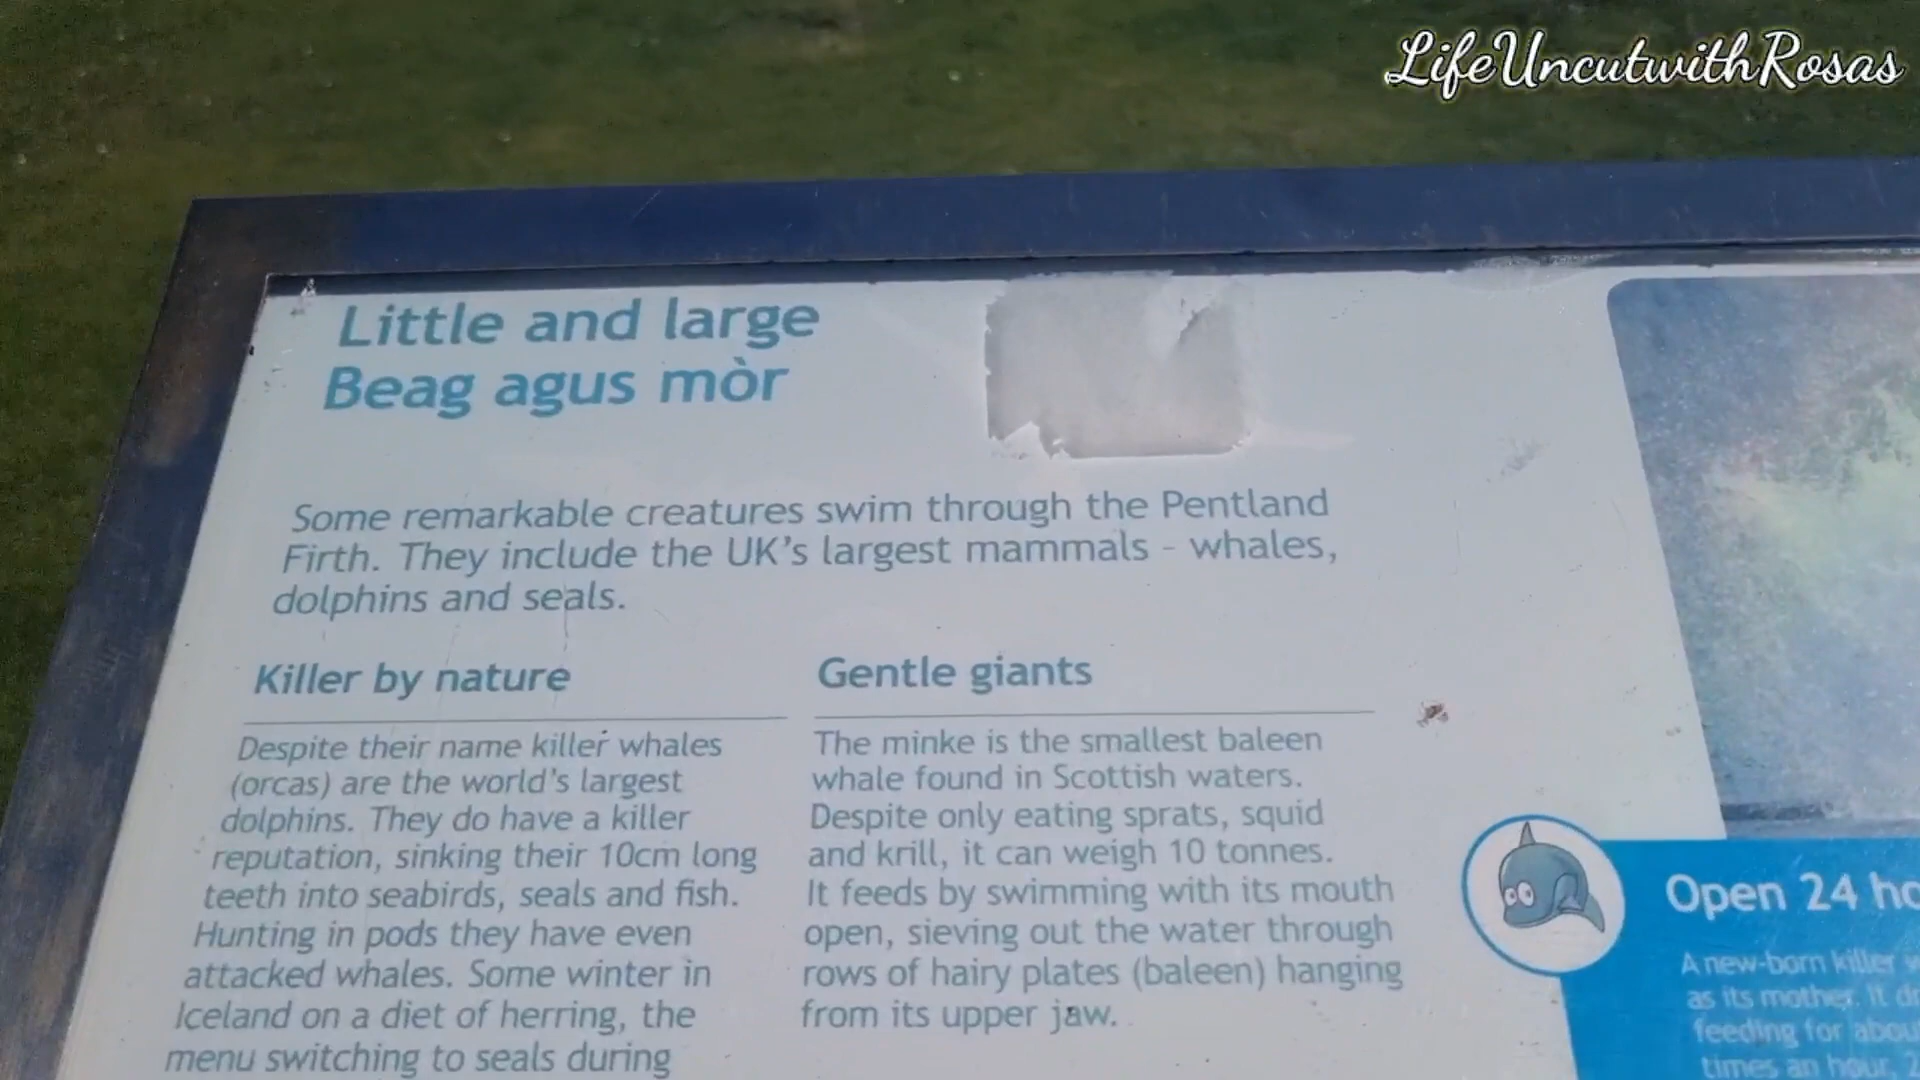 LifeUncutwithRosas
Little and large
Beag agus mòr
Some remarkable creatures swim through the Pentland
Firth. They include the UK's largest mammals - whales,
dolphins and seals.
Killer by nature
Despite their name killer whales
(orcas) are the world's largest
dolphins. They do have a killer
reputation, sinking their 10cm long
teeth into seabirds, seals and fish.
Hunting in pods they have even
attacked whales. Some winter in
Iceland on a diet of herring, the
menu switching to seals during
Gentle giants
The minke is the smallest baleen
whale found in Scottish waters.
Despite only eating sprats, squid
and krill, it can weigh 10 tonnes.
It feeds by swimming with its mouth
open, sieving out the water through
rows of hairy plates (baleen) hanging
from its upper jaw.
Open 24
A new-born killer
as its mother. It
feeding for
times an hour,